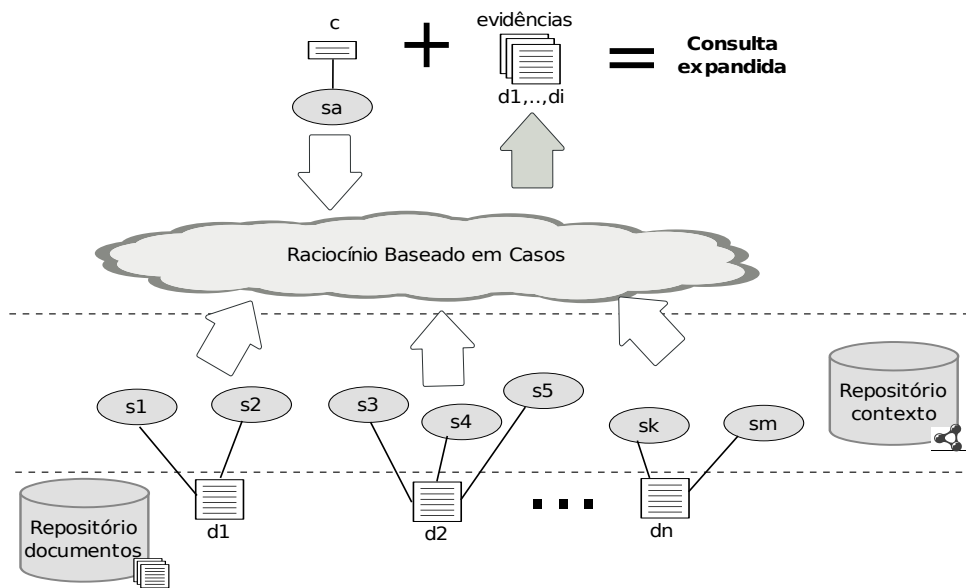 c
+
evidências
=
Consulta
expandida
sa
d1,..,di
Raciocínio Baseado em Casos
s1
s2
s3
s4
s5
sk
sm
Repositório
contexto
d1
d2
...
dn
Repositório
documentos